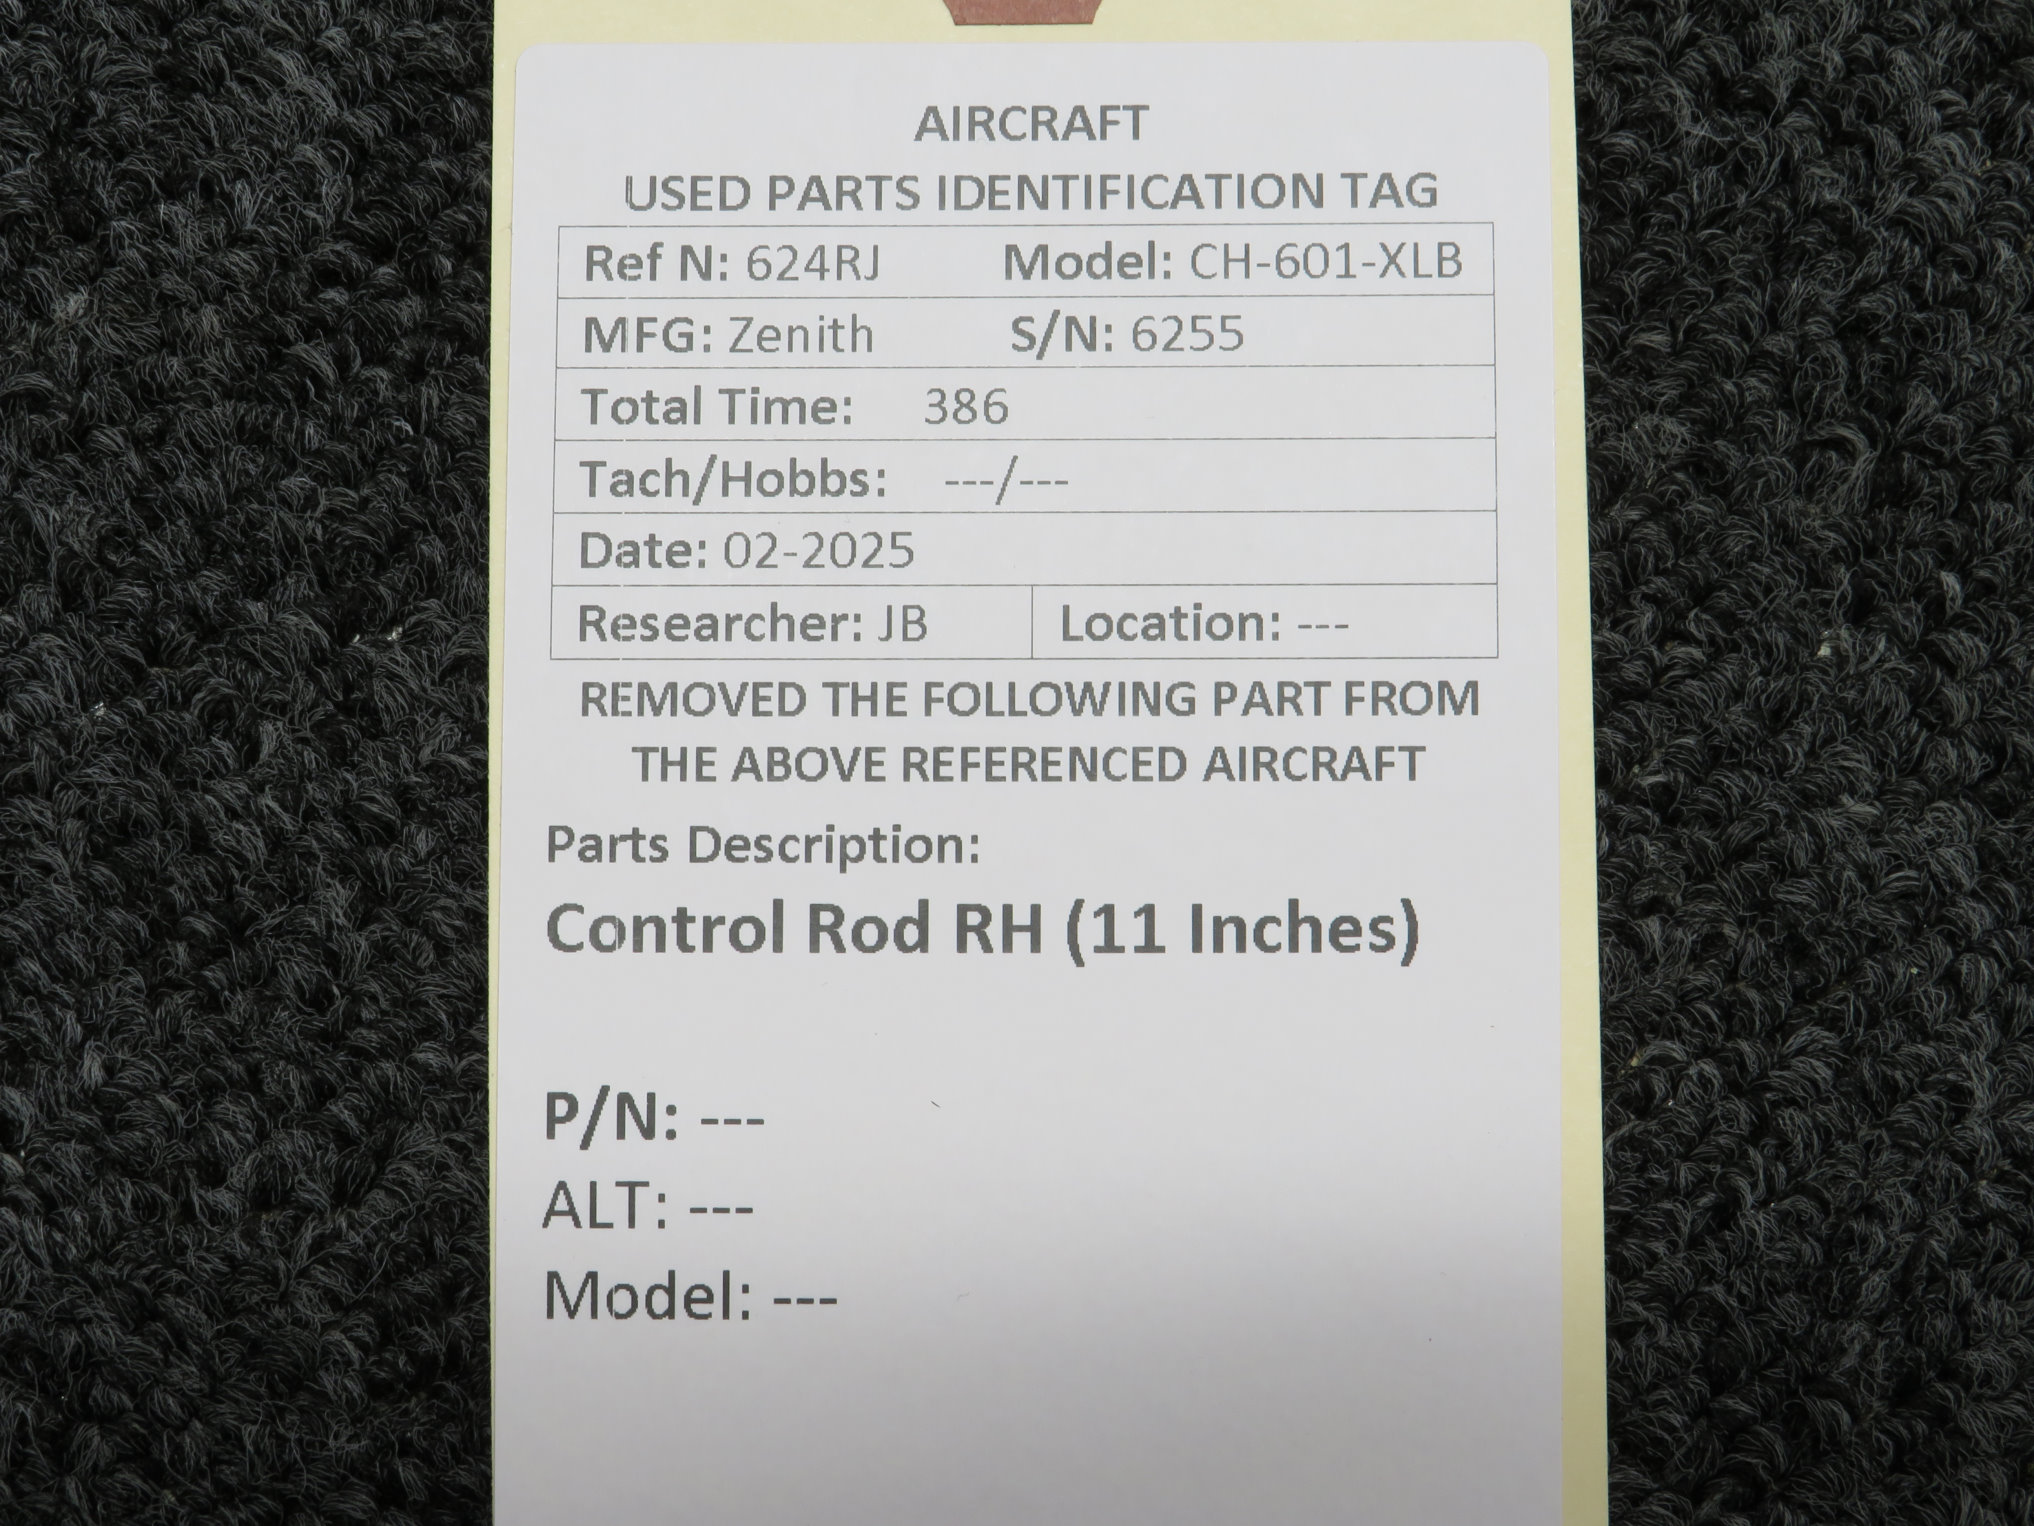 AIRCRAFT
USED PARTS IDENTIFICATION TAG
Ref N: 624RJ Model: CH-601-XLB
MFG: Zenith S/N: 6255
Total Time: 386
Tach/Hobbs: ---/---
Date: 02-2025
Researcher: JB Location: ---
REMOVED THE FOLLOWING PART FROM
THE ABOVE REFERENCED AIRCRAFT
Parts Description:
Control Rod RH (11 Inches)
P/N: ---
ALT: ---
Model: ---